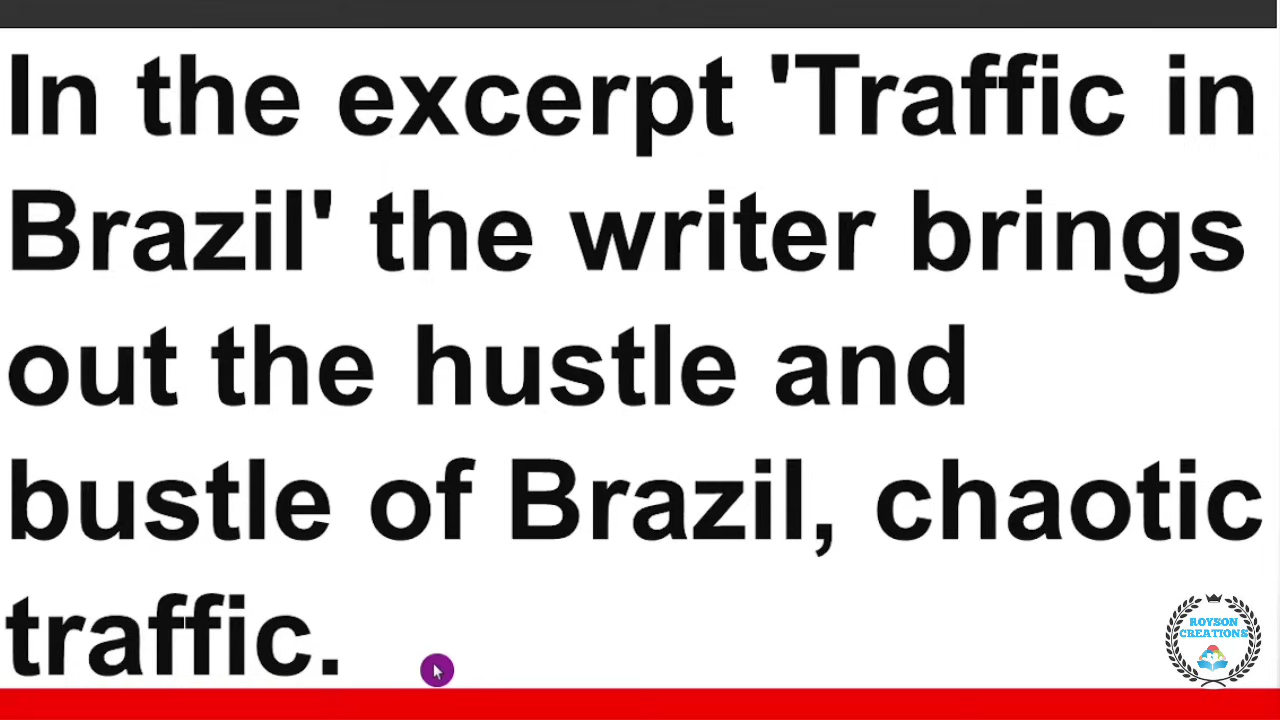 In the excerpt 'Traffic in
Brazil' the writer brings
out the hustle and
bustle of Brazil, chaotic
traffic.
ROYSON
CREATIONS